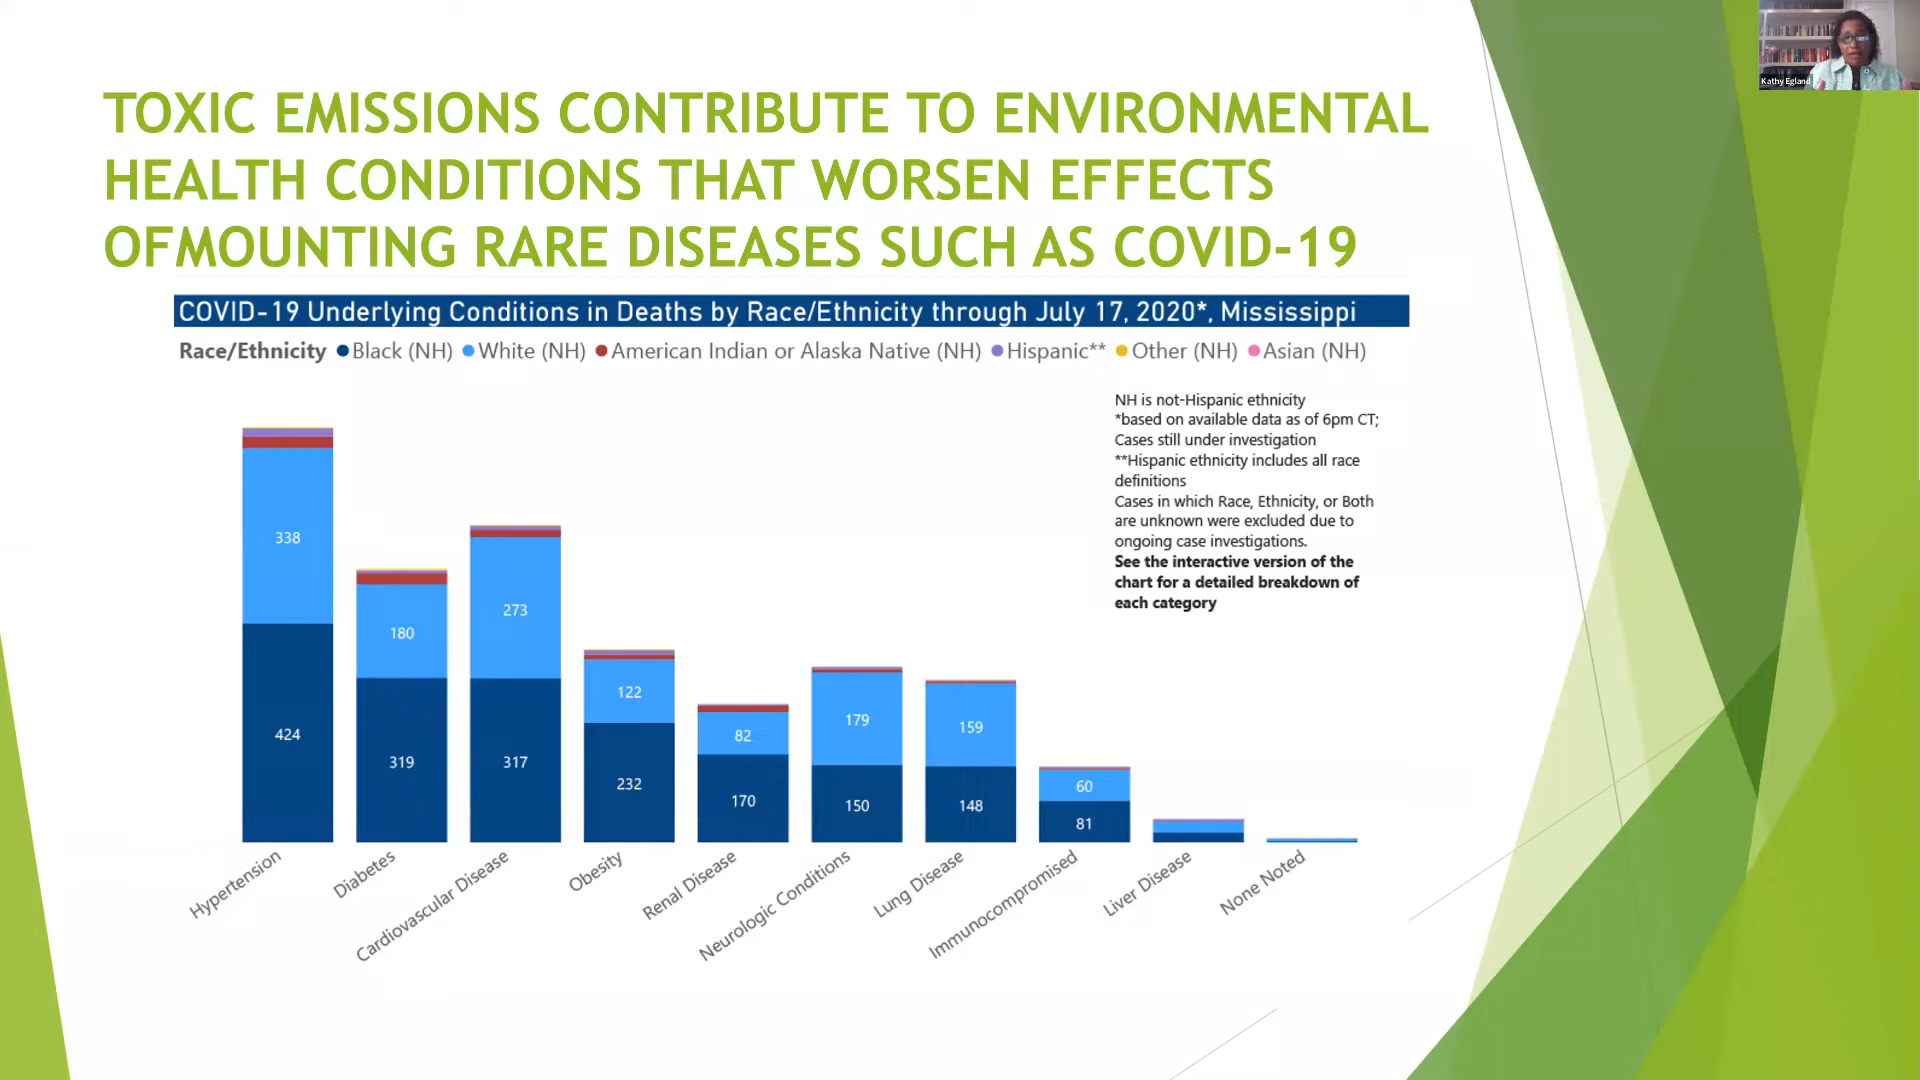 Kathy Egland
TOXIC EMISSIONS CONTRIBUTE TO ENVIRONMENTAL
HEALTH CONDITIONS THAT WORSEN EFFECTS
OFMOUNTING RARE DISEASES SUCH AS COVID-19
COVID-19 Underlying Conditions in Deaths by Race/Ethnicity through July 17, 2020*, Mississippi
Race/Ethnicity Black (NH) White (NH) American Indian or Alaska Native (NH) Hispanic** Other (NH) Asian (NH)
NH is not-Hispanic ethnicity
*based on available data as of 6pm CT;
Cases still under investigation
**Hispanic ethnicity includes all race
definitions
Cases in which Race, Ethnicity, or Both
are unknown were excluded due to
ongoing case investigations.
See the interactive version of the
chart for a detailed breakdown of
each category
338
424
180
319
273
317
122
232
82
170
179
150
159
148
60
81
Hypertension
Diabetes
Cardiovascular Disease
Obesity
Renal Disease
Neurologic Conditions
Lung Disease
Immunocompromised
Liver Disease
None Noted